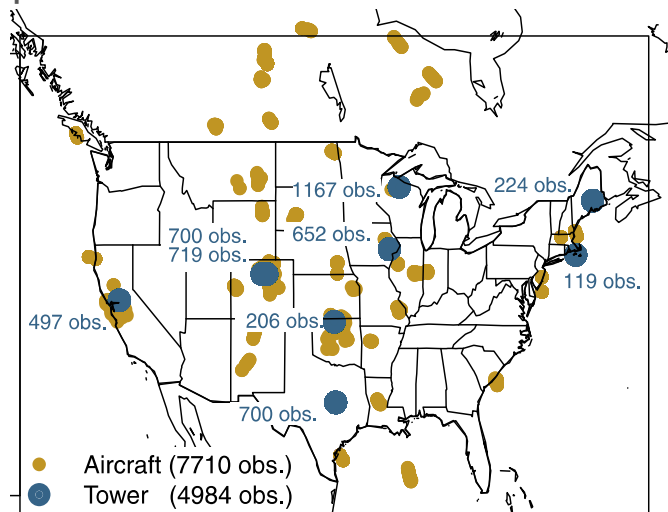 1167 obs.
224 obs.
700 obs.
652 obs.
719 obs.
119 obs.
497 obs.
206 obs.
700 obs.
Aircraft (7710 obs.)
Tower (4984 obs.)